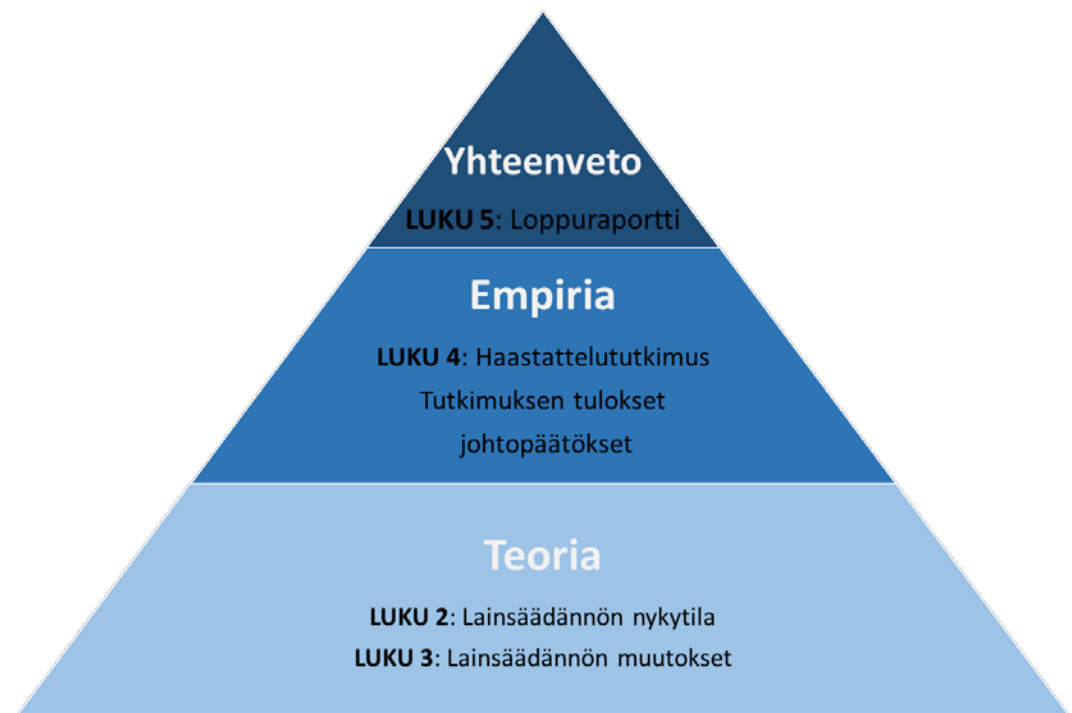 Yhteenveto
LUKU 5: Loppuraportti
Empiria
LUKU 4: Haastattelututkimus
Tutkimuksen tulokset
johtopäätökset
Teoria
LUKU 2: Lainsäädännön nykytila
LUKU 3: Lainsäädännön muutokset